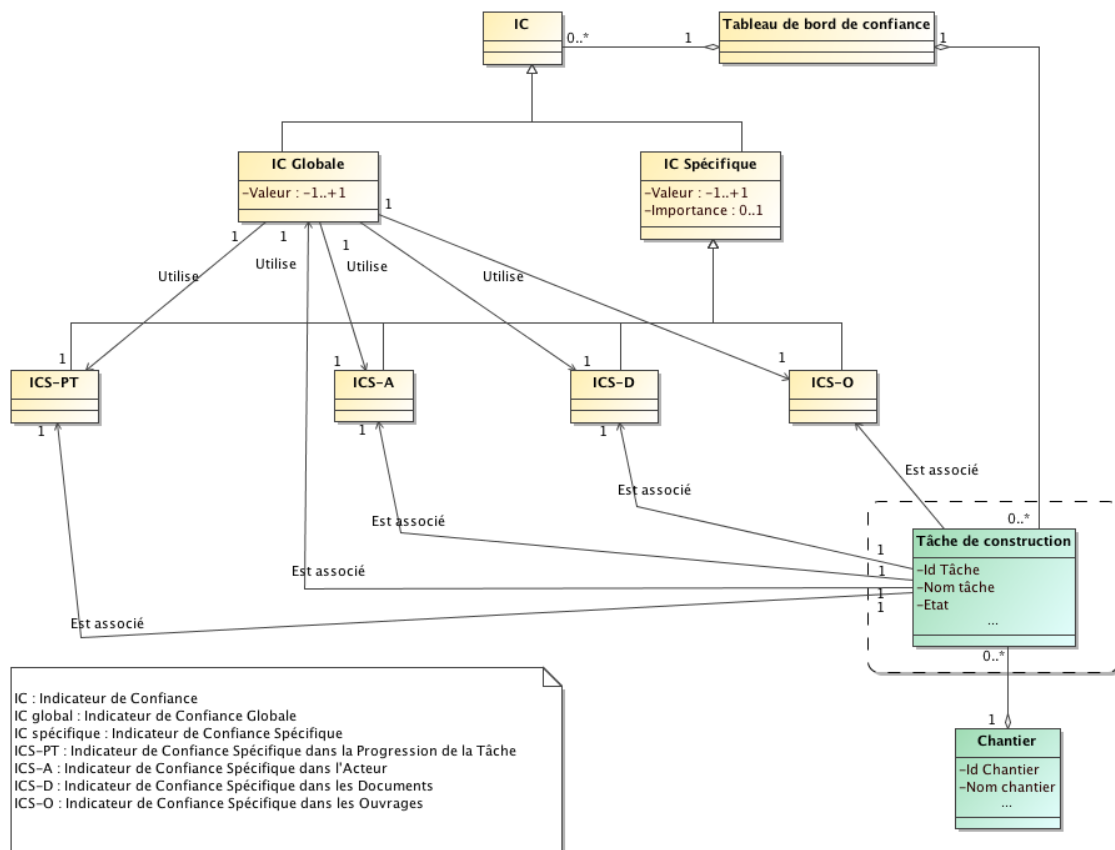 IC
Tableau de bord de confiance
0..*
1
1
IC Globale
-Valeur : -1..+1
IC Spécifique
-Valeur : -1..+1
-Importance : 0..1
1
1
1
1
Utilise
Utilise
Utilise
Utilise
1
1
1
1
ICS-PT
ICS-A
ICS-D
ICS-O
1
1
1
Est associé
Est associé
Est associé
Est associé
Est associé
0..*
1
1
1
1
Tâche de construction
-Id Tâche
-Nom tâche
-Etat
...
0..*
1
Chantier
-Id Chantier
-Nom chantier
...
IC : Indicateur de Confiance
IC global : Indicateur de Confiance Globale
IC spécifique : Indicateur de Confiance Spécifique
ICS-PT : Indicateur de Confiance Spécifique dans la Progression de la Tâche
ICS-A : Indicateur de Confiance Spécifique dans l'Acteur
ICS-D : Indicateur de Confiance Spécifique dans les Documents
ICS-O : Indicateur de Confiance Spécifique dans les Ouvrages